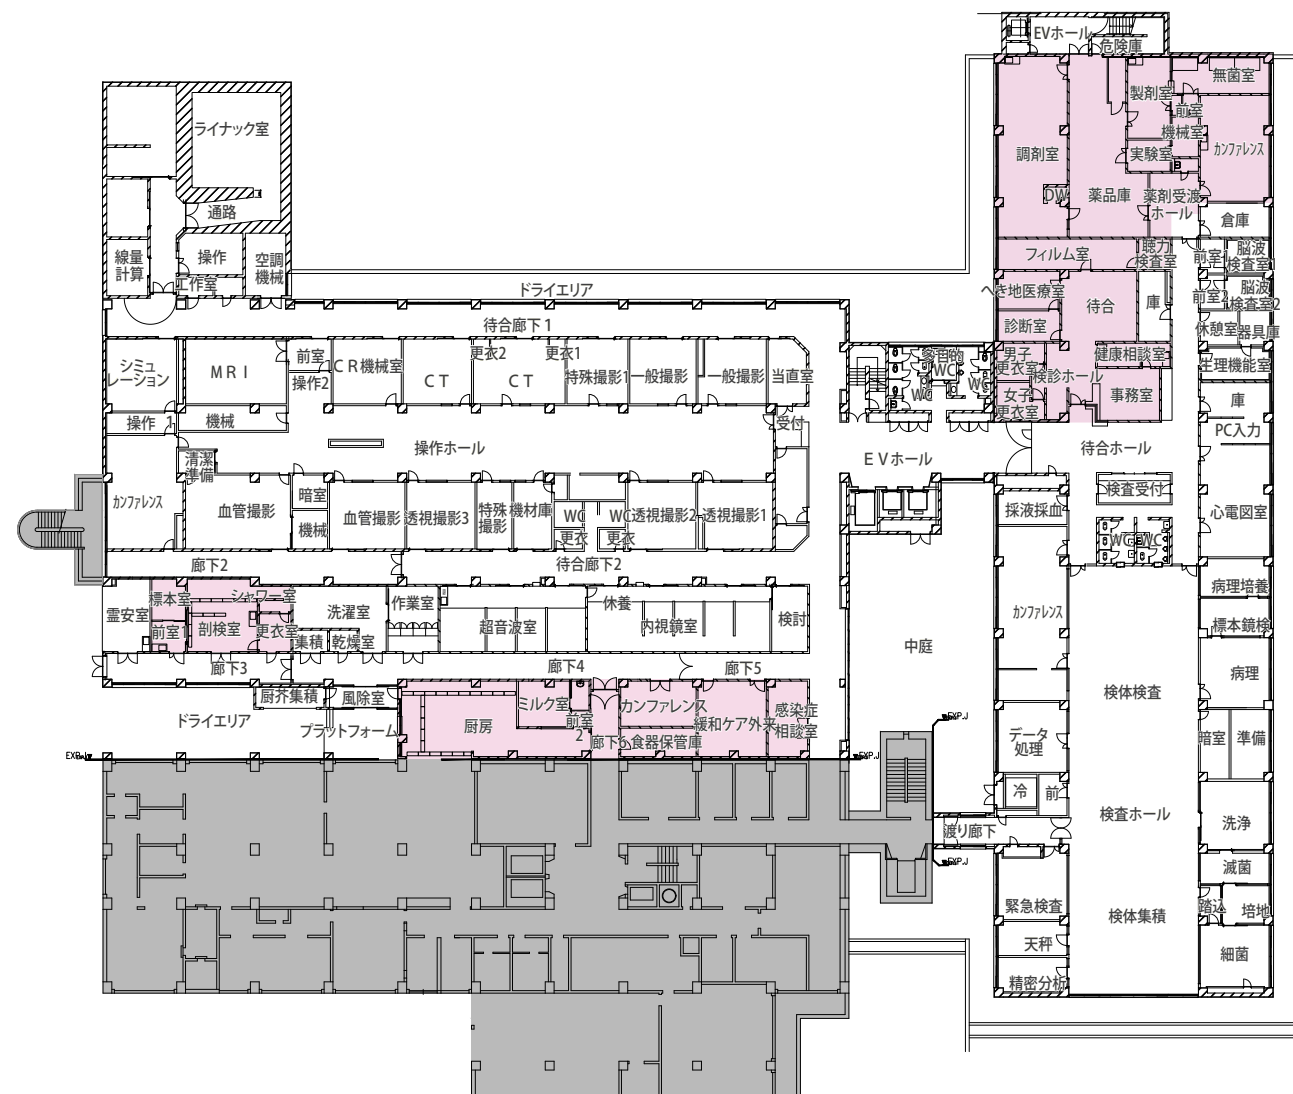 EVホール
危険庫
ライナック室
通路
操作
線量
計算
工作室
空調
機械
調剤室
DW
薬品庫
製剤室
無菌室
前室
機械室
実験室
カンファレンス
薬剤受渡
ホール
倉庫
フィルム室
聴力
検査室
前室1
脳波
検査室1
へき地医療室
待合
庫
前室2
脳波
検査室2
診断室
休憩室
器具庫
男子
更衣室
健康相談室
生理機能室
検診ホール
女子
更衣室
事務室
庫
PC入力
ドライエリア
待合廊下1
シミュ
レーション
MRI
前室1
操作2
CR機械室
更衣2
CT
更衣1
CT
特殊撮影1
一般撮影
一般撮影
当直室
多目的
WC
WC
WC
操作 1
機械
操作ホール
受付
EVホール
待合ホール
検査受付
清潔
準備
カンファレンス
血管撮影
暗室
機械
血管撮影
透視撮影3
特殊
撮影
機材庫
WC
更衣
WC
更衣
透視撮影2
透視撮影1
採液採血
WC
WC
心電図室
廊下2
待合廊下2
霊安室
標本室
シャワー室
前室1
剖検室
更衣室
洗濯室
集積
乾燥室
作業室
超音波室
休養
内視鏡室
検討
カンファレンス
病理培養
標本鏡検
中庭
廊下3
廊下4
廊下5
厨芥集積
風除室
ドライエリア
プラットフォーム
厨房
ミルク室
前室
2
廊下6
カンファレンス
食器保管庫
緩和ケア外来
感染症
相談室
検体検査
病理
データ
処理
暗室
準備
EXP.J
EXP.J
EXP.J
冷
前
検査ホール
洗浄
渡り廊下
EXP.J
滅菌
緊急検査
検体集積
踏込
培地
天秤
細菌
精密分析